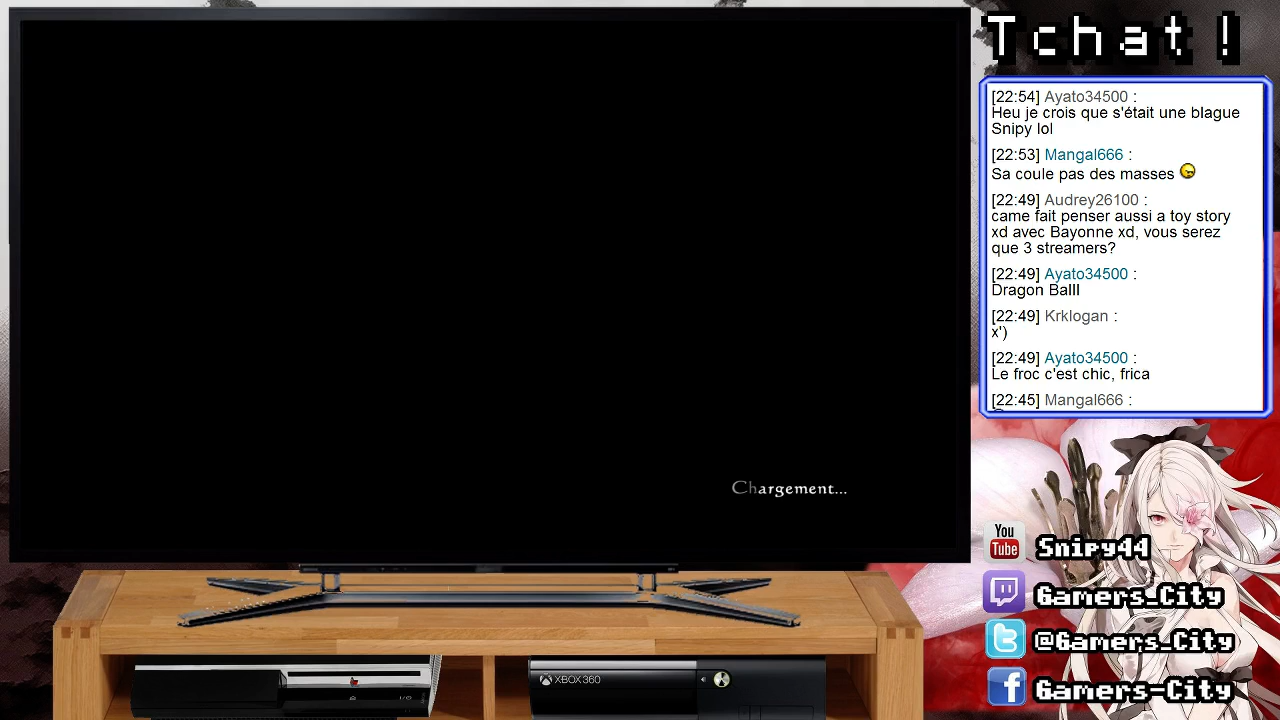 Tchat!
[22:54] Ayato34500 :
Heu je crois que s'était une blague
Snipy lol
[22:53] Mangal666 :
Sa coule pas des masses
[22:49] Audrey26100 :
came fait penser aussi a toy story
xd avec Bayonne xd, vous serez
que 3 streamers?
[22:49] Ayato34500 :
Dragon Balll
[22:49] Krklogan :
x')
[22:49] Ayato34500 :
Le froc c'est chic, frica
[22:45] Mangal666 :
Chargement...
You
Tube
Snipy44
Gamers_City
@Gamers_City
Gamers-City
XBOX360